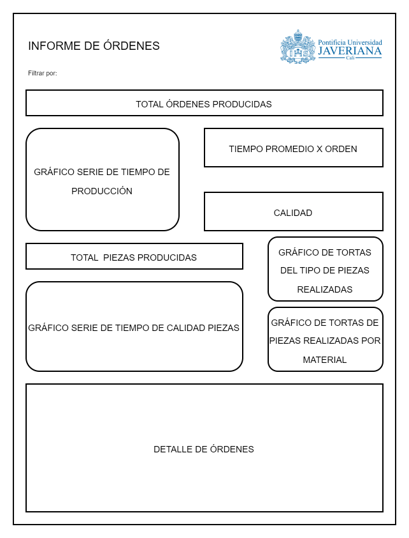 INFORME DE ÓRDENES
Pontificia Universidad
JAVERIANA
Cali
Filtrar por:
TOTAL ÓRDENES PRODUCIDAS
GRÁFICO SERIE DE TIEMPO DE
PRODUCCIÓN
TIEMPO PROMEDIO X ORDEN
CALIDAD
TOTAL PIEZAS PRODUCIDAS
GRÁFICO DE TORTAS
DEL TIPO DE PIEZAS
REALIZADAS
GRÁFICO SERIE DE TIEMPO DE CALIDAD PIEZAS
GRÁFICO DE TORTAS DE
PIEZAS REALIZADAS POR
MATERIAL
DETALLE DE ÓRDENES